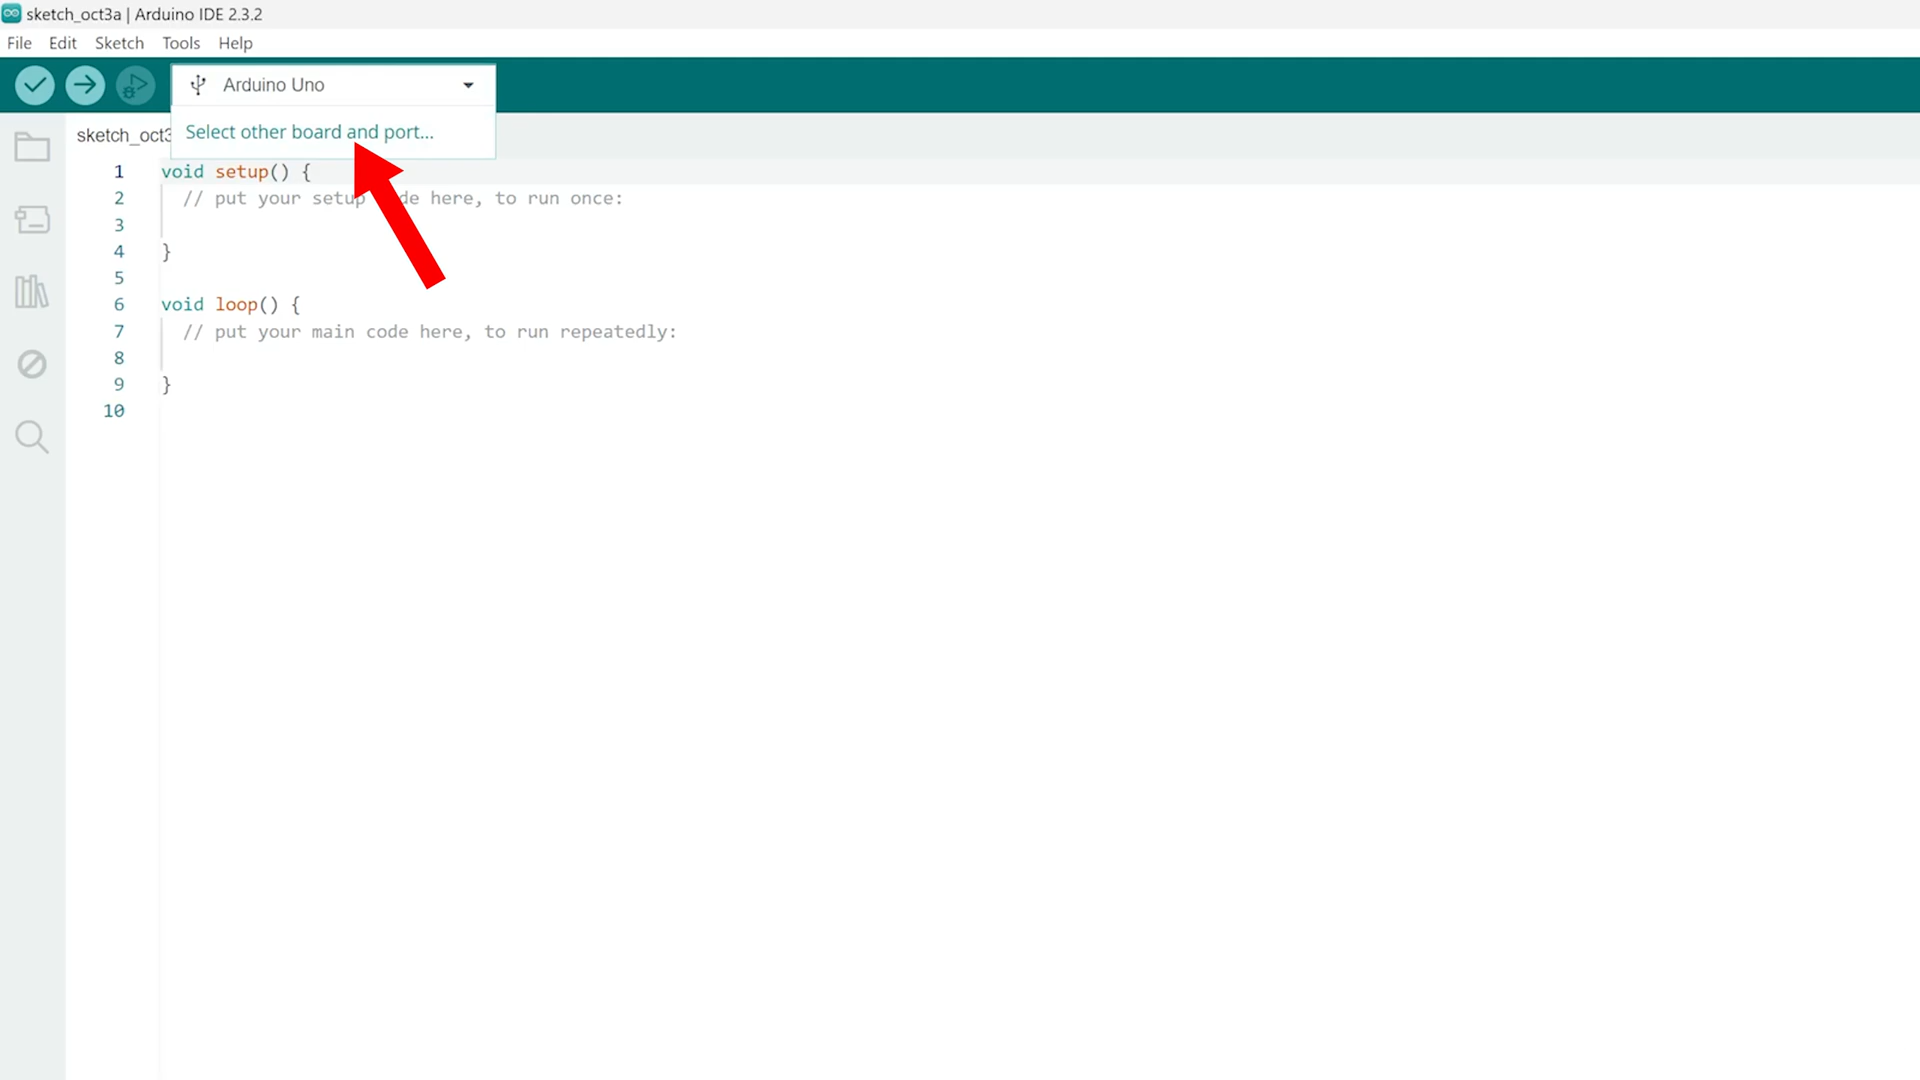 sketch_oct3a | Arduino IDE 2.3.2
File Edit Sketch Tools Help
Arduino Uno
Select other board and port...
sketch_oct3
1 void setup() {
2 // put your setup de here, to run once:
3
4 }
5
6 void loop() {
7 // put your main code here, to run repeatedly:
8
9 }
10